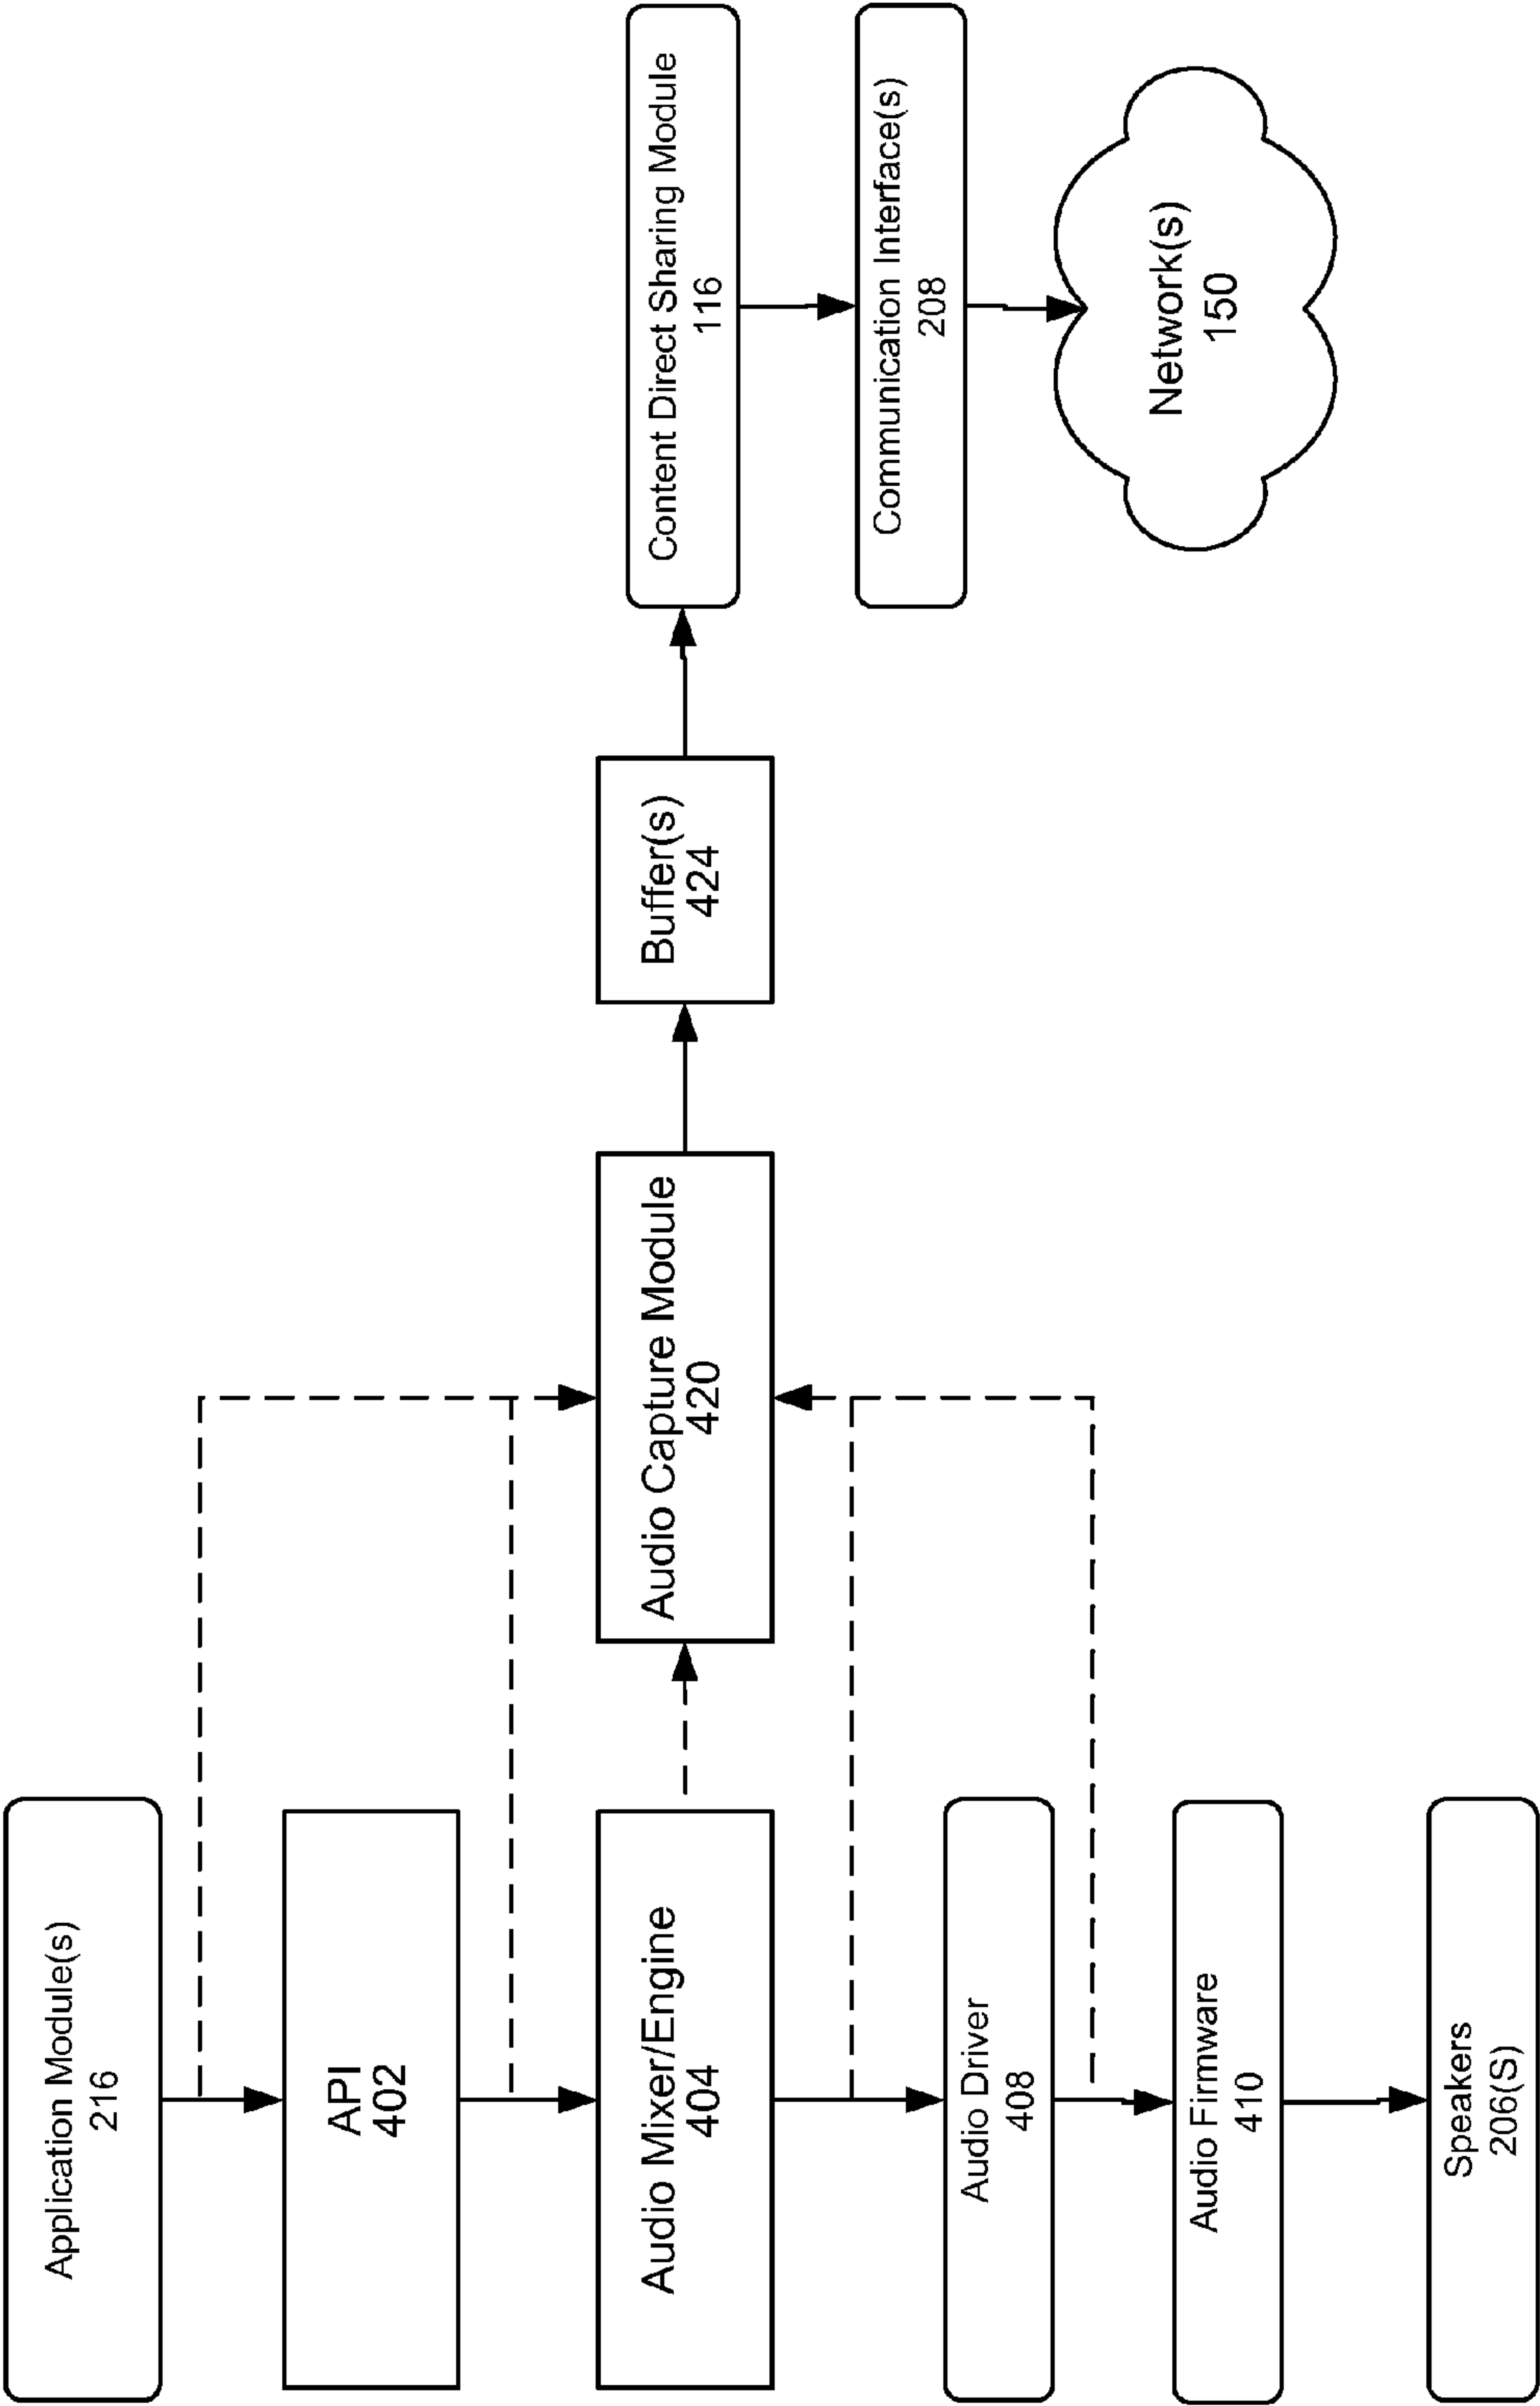 Application Module(s)
216
API
402
Audio Mixer/Engine
404
Audio Driver
408
Audio Firmware
410
Speakers
206(S)
Audio Capture Module
420
Buffer(s)
424
Content Direct Sharing Module
116
Communication Interface(s)
208
Network(s)
150